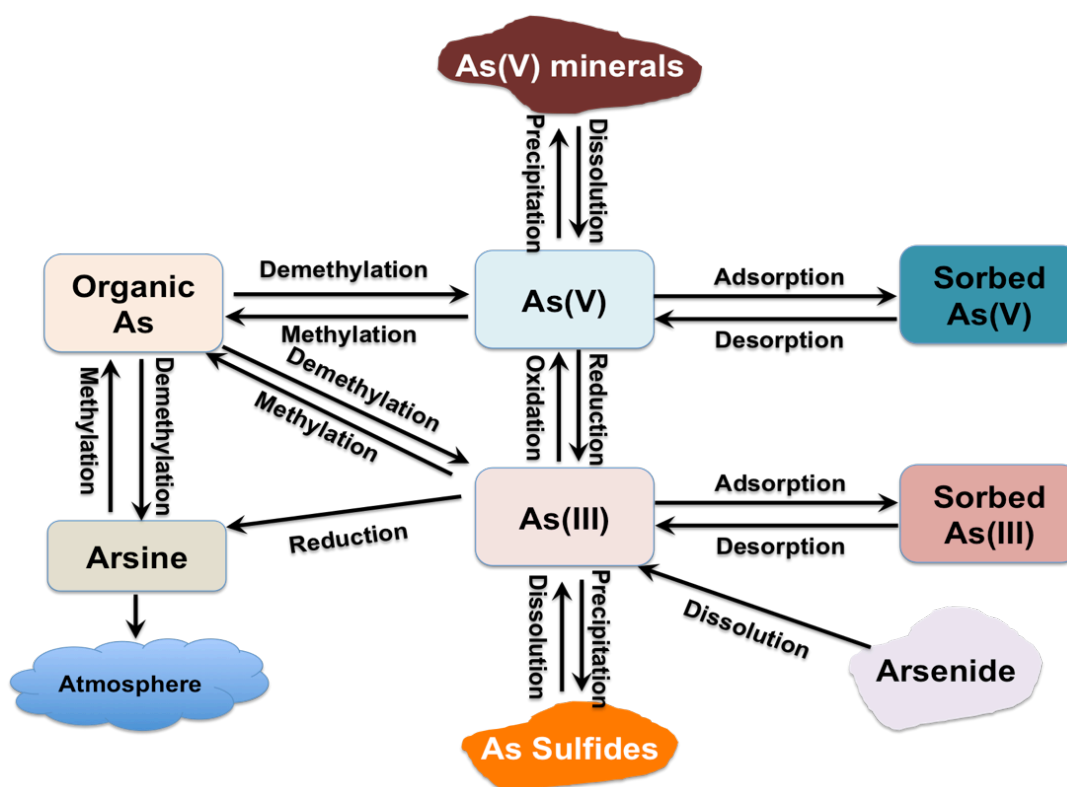 As(V) minerals
Precipitation
Dissolution
Organic
As
Demethylation
Methylation
As(V)
Adsorption
Desorption
Sorbed
As(V)
Methylation
Demethylation
Demethylation
Methylation
Oxidation
Reduction
Arsine
Reduction
As(III)
Adsorption
Desorption
Sorbed
As(III)
Dissolution
Precipitation
Dissolution
Arsenide
Atmosphere
As Sulfides